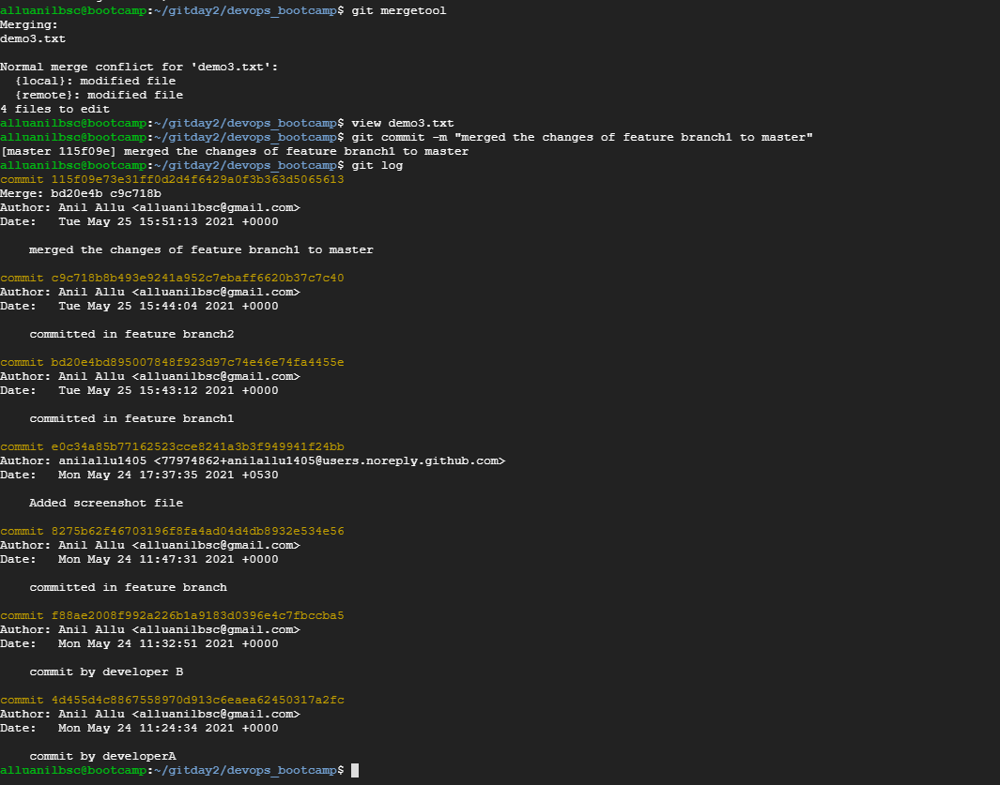 alluanilbsc@bootcamp:~/gitday2/devops_bootcamp$ git mergetool
Merging:
demo3.txt
Normal merge conflict for 'demo3.txt':
  {local}: modified file
  {remote}: modified file
4 files to edit
alluanilbsc@bootcamp:~/gitday2/devops_bootcamp$ view demo3.txt
alluanilbsc@bootcamp:~/gitday2/devops_bootcamp$ git commit -m "merged the changes of feature branch1 to master"
[master 115f09e] merged the changes of feature branch1 to master
alluanilbsc@bootcamp:~/gitday2/devops_bootcamp$ git log
commit 115f09e73e31ff0d2d4f6429a0f3b363d5065613
Merge: bd20e4b c9c718b
Author: Anil Allu <alluanilbsc@gmail.com>
Date:   Tue May 25 15:51:13 2021 +0000
    merged the changes of feature branch1 to master
commit c9c718b8b493e9241a952c7ebaff6620b37c7c40
Author: Anil Allu <alluanilbsc@gmail.com>
Date:   Tue May 25 15:44:04 2021 +0000
    committed in feature branch2
commit bd20e4bd895007848f923d97c74e46e74fa4455e
Author: Anil Allu <alluanilbsc@gmail.com>
Date:   Tue May 25 15:43:12 2021 +0000
    committed in feature branch1
commit e0c34a85b77162523cce8241a3b3f949941f24bb
Author: anilallu1405 <77974862+anilallu1405@users.noreply.github.com>
Date:   Mon May 24 17:37:35 2021 +0530
    Added screenshot file
commit 8275b62f46703196f8fa4ad04d4db8932e534e56
Author: Anil Allu <alluanilbsc@gmail.com>
Date:   Mon May 24 11:47:31 2021 +0000
    committed in feature branch
commit f88ae2008f992a226b1a9183d0396e4c7fbccba5
Author: Anil Allu <alluanilbsc@gmail.com>
Date:   Mon May 24 11:32:51 2021 +0000
    commit by developer B
commit 4d455d4c8867558970d913c6eaea62450317a2fc
Author: Anil Allu <alluanilbsc@gmail.com>
Date:   Mon May 24 11:24:34 2021 +0000
    commit by developerA
alluanilbsc@bootcamp:~/gitday2/devops_bootcamp$